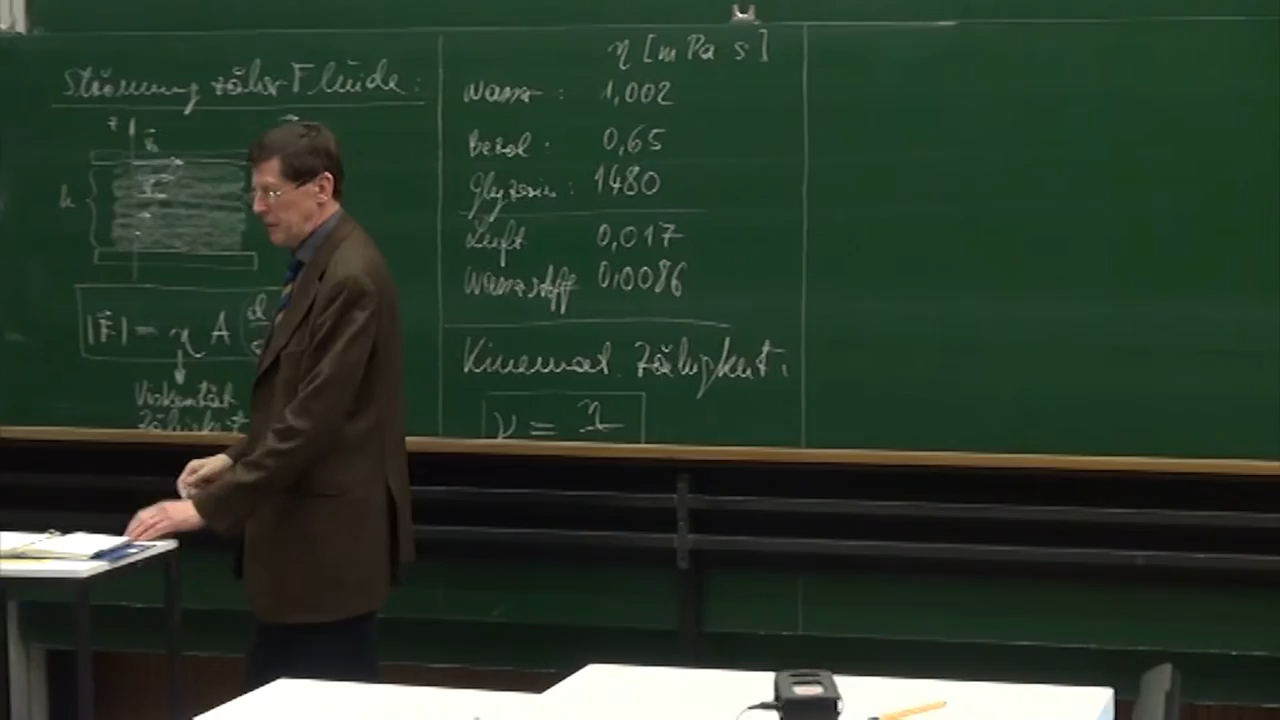 Strömung zäher Fluide:
z
h
|F⃗| = η A (d
Viskosität
Zähigkeit
η [mPa s]
Wasser : 1,002
Bezol . 0,65
Glyzerin : 1480
Luft 0,017
Wasserstoff 0,0086
Kinemat. Zähigkeit:
ν = η